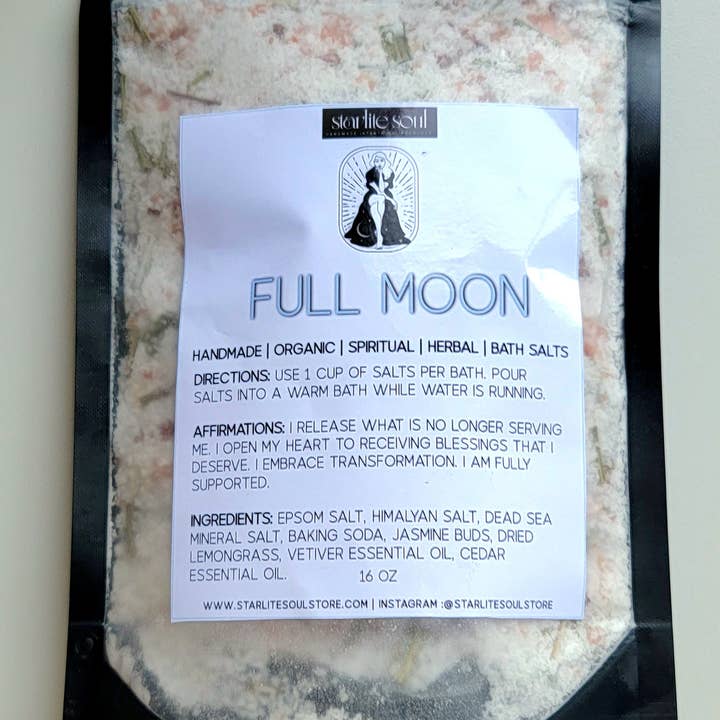 starlite soul
FULL MOON
HANDMADE | ORGANIC | SPIRITUAL | HERBAL | BATH SALTS
DIRECTIONS: USE 1 CUP OF SALTS PER BATH. POUR
SALTS INTO A WARM BATH WHILE WATER IS RUNNING.
AFFIRMATIONS: I RELEASE WHAT IS NO LONGER SERVING
ME. I OPEN MY HEART TO RECEIVING BLESSINGS THAT I
DESERVE. I EMBRACE TRANSFORMATION. I AM FULLY
SUPPORTED.
INGREDIENTS: EPSOM SALT, HIMALYAN SALT, DEAD SEA
MINERAL SALT, BAKING SODA, JASMINE BUDS, DRIED
LEMONGRASS, VETIVER ESSENTIAL OIL, CEDAR
ESSENTIAL OIL. 16 OZ
WWW.STARLITESOULSTORE.COM | INSTAGRAM :@STARLITESOULSTORE